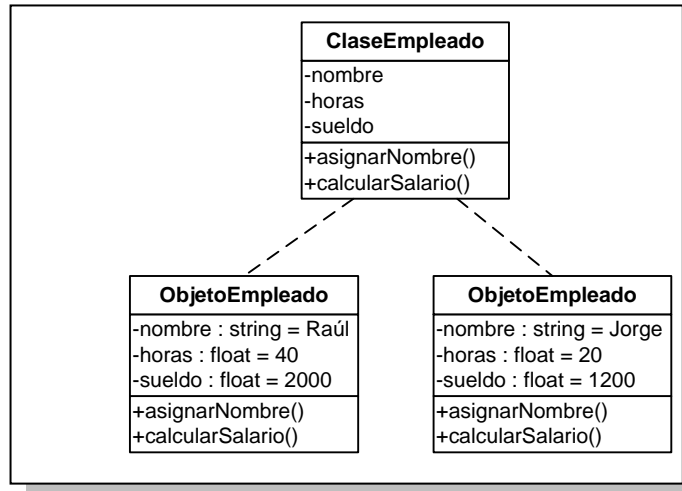 ClaseEmpleado
-nombre
-horas
-sueldo
+asignarNombre()
+calcularSalario()
ObjetoEmpleado
-nombre : string = Raúl
-horas : float = 40
-sueldo : float = 2000
+asignarNombre()
+calcularSalario()
ObjetoEmpleado
-nombre : string = Jorge
-horas : float = 20
-sueldo : float = 1200
+asignarNombre()
+calcularSalario()